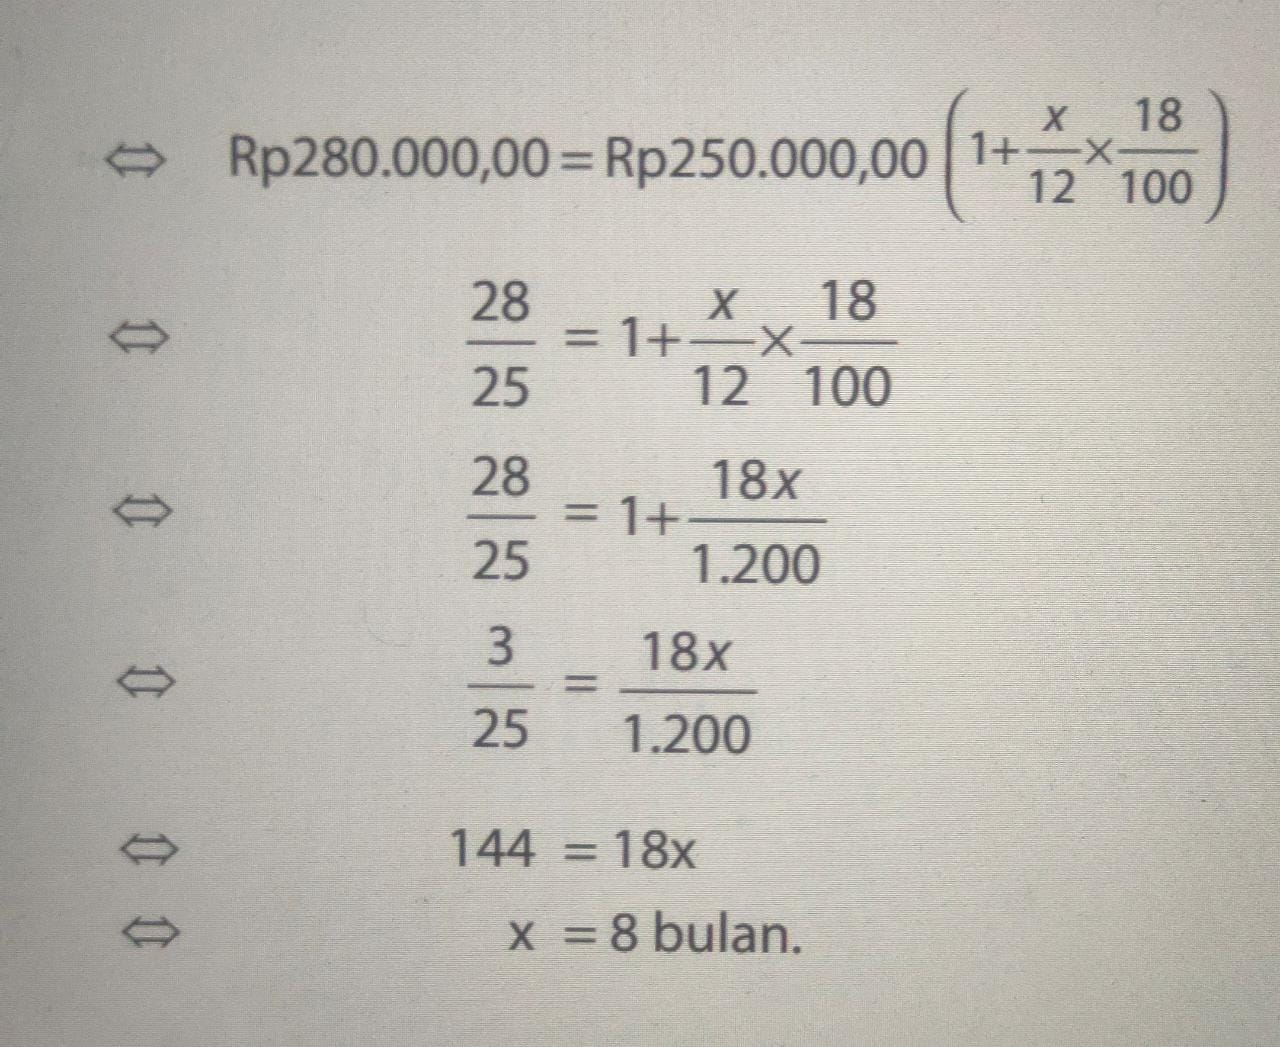 ⇔ Rp280.000,00 = Rp250.000,00 (1+ x/12 × 18/100)
⇔ 28/25 = 1+ x/12 × 18/100
⇔ 28/25 = 1+ 18x/1.200
⇔ 3/25 = 18x/1.200
⇔ 144 = 18x
⇔ x = 8 bulan.